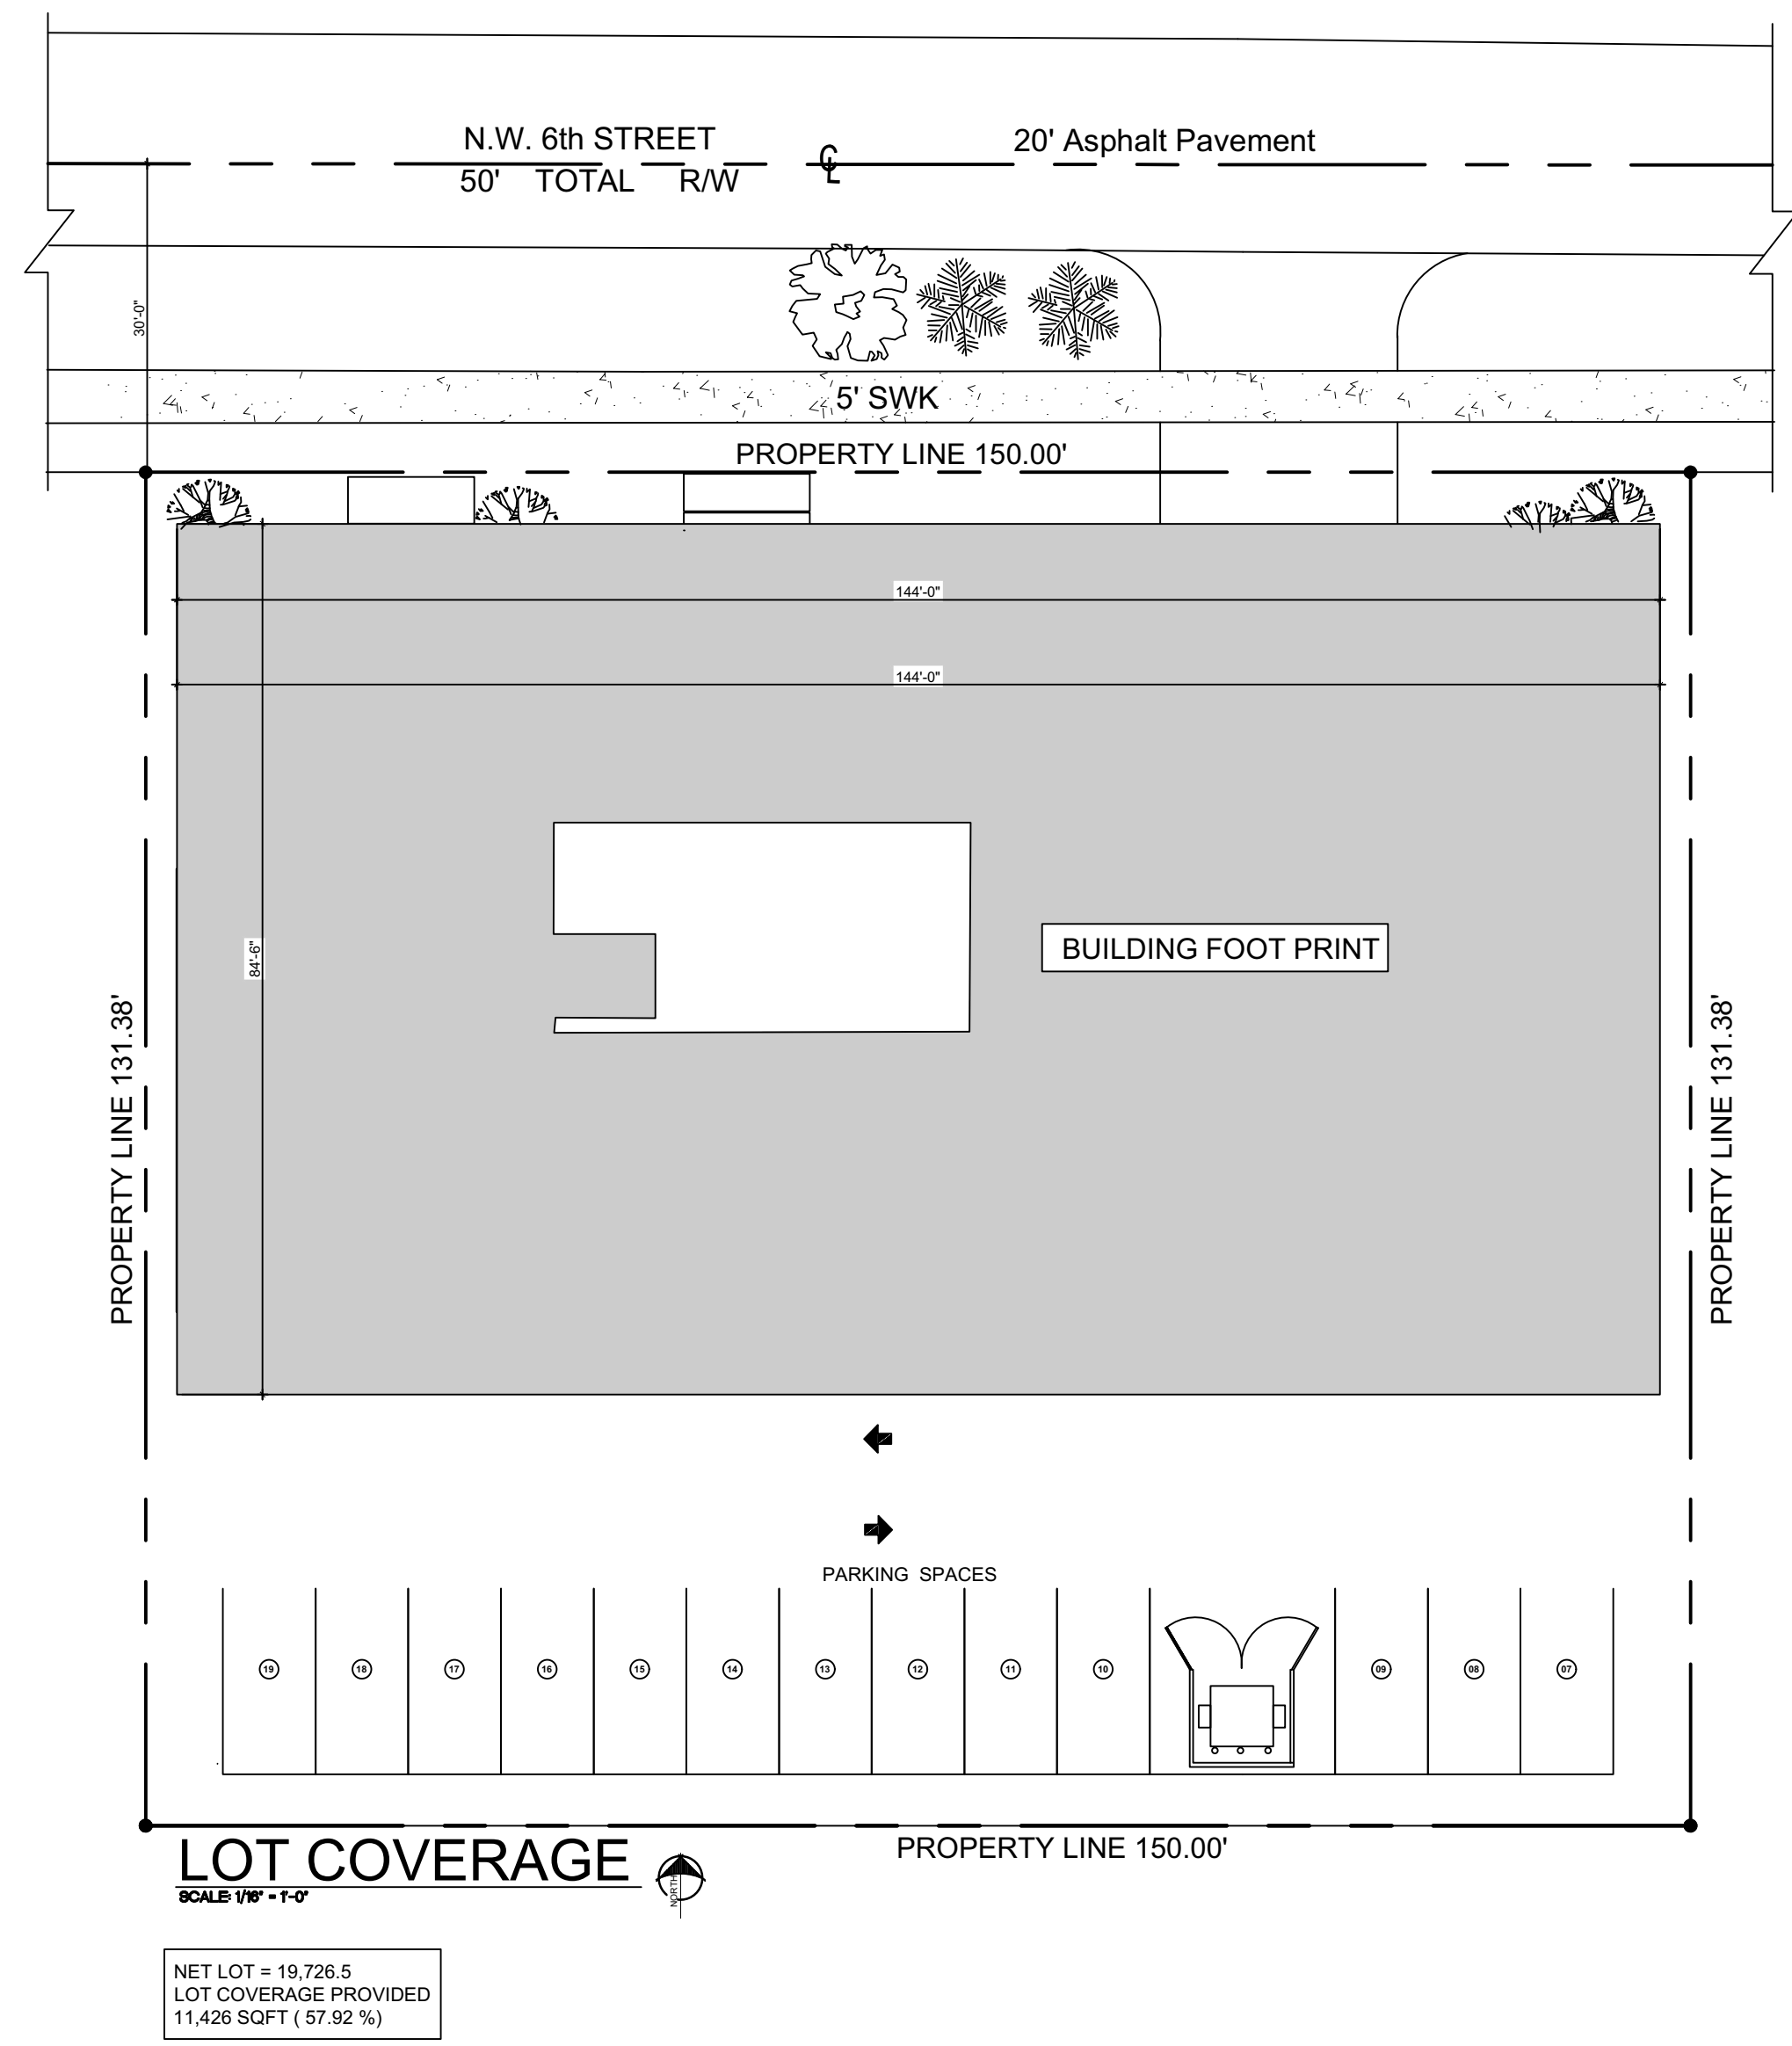 N.W. 6th STREET
20' Asphalt Pavement
50' TOTAL R/W
CL
30'-0"
5' SWK
PROPERTY LINE 150.00'
144'-0"
144'-0"
84'-6"
BUILDING FOOT PRINT
PROPERTY LINE 131.38'
PROPERTY LINE 131.38'
PARKING SPACES
19
18
17
16
15
14
13
12
11
10
09
08
07
PROPERTY LINE 150.00'
LOT COVERAGE
SCALE: 1/16" = 1'-0"
NORTH
NET LOT = 19,726.5
LOT COVERAGE PROVIDED
11,426 SQFT ( 57.92 %)